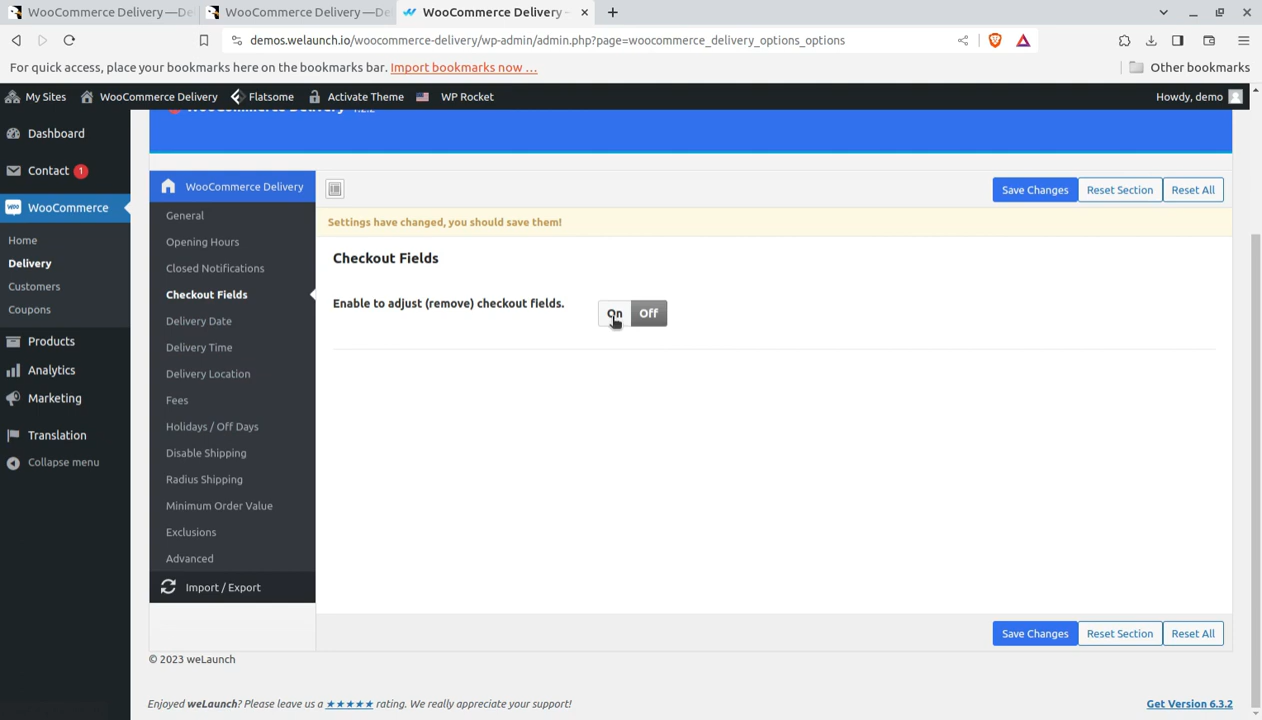 WooCommerce Delivery —De
WooCommerce Delivery —De
WooCommerce Delivery
demos.welaunch.io/woocommerce-delivery/wp-admin/admin.php?page=woocommerce_delivery_options_options
For quick access, place your bookmarks here on the bookmarks bar. Import bookmarks now ...
Other bookmarks
My Sites
WooCommerce Delivery
Flatsome
Activate Theme
WP Rocket
Howdy, demo
Dashboard
Contact 1
WooCommerce
Home
Delivery
Customers
Coupons
Products
Analytics
Marketing
Translation
Collapse menu
WooCommerce Delivery 1.2.2
WooCommerce Delivery
General
Opening Hours
Closed Notifications
Checkout Fields
Delivery Date
Delivery Time
Delivery Location
Fees
Holidays / Off Days
Disable Shipping
Radius Shipping
Minimum Order Value
Exclusions
Advanced
Import / Export
Save Changes
Reset Section
Reset All
Settings have changed, you should save them!
Checkout Fields
Enable to adjust (remove) checkout fields.
On
Off
Save Changes
Reset Section
Reset All
© 2023 weLaunch
Enjoyed weLaunch? Please leave us a ★★★★★ rating. We really appreciate your support!
Get Version 6.3.2